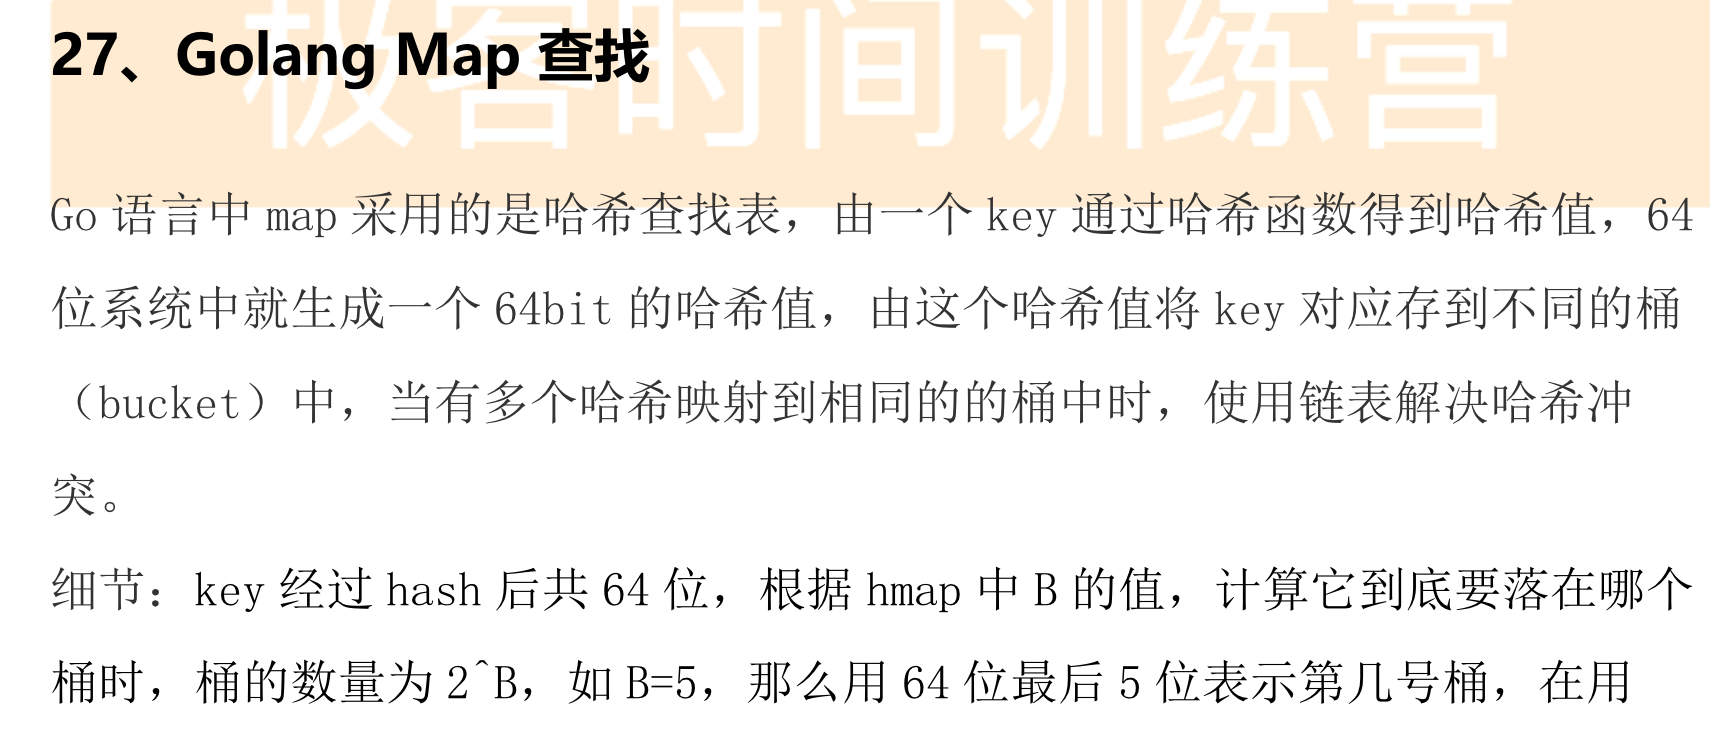 极客时间训练营
27、Golang Map 查找
Go 语言中 map 采用的是哈希查找表，由一个 key 通过哈希函数得到哈希值，64
位系统中就生成一个 64bit 的哈希值，由这个哈希值将 key 对应存到不同的桶
（bucket）中，当有多个哈希映射到相同的的桶中时，使用链表解决哈希冲
突。
细节：key 经过 hash 后共 64 位，根据 hmap 中 B 的值，计算它到底要落在哪个
桶时，桶的数量为 2^B，如 B=5，那么用 64 位最后 5 位表示第几号桶，在用